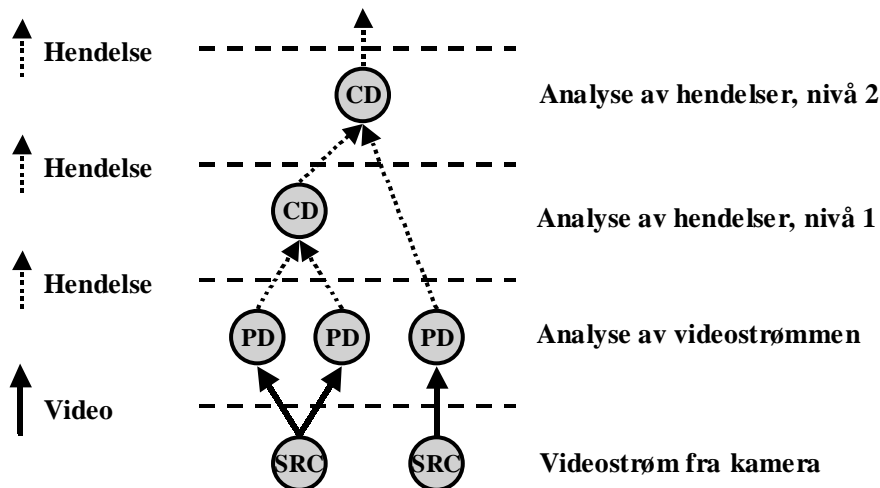 Hendelse
CD
Analyse av hendelser, nivå 2
Hendelse
CD
Analyse av hendelser, nivå 1
Hendelse
PD PD PD
Analyse av videostrømmen
Video
SRC SRC
Videostrøm fra kamera